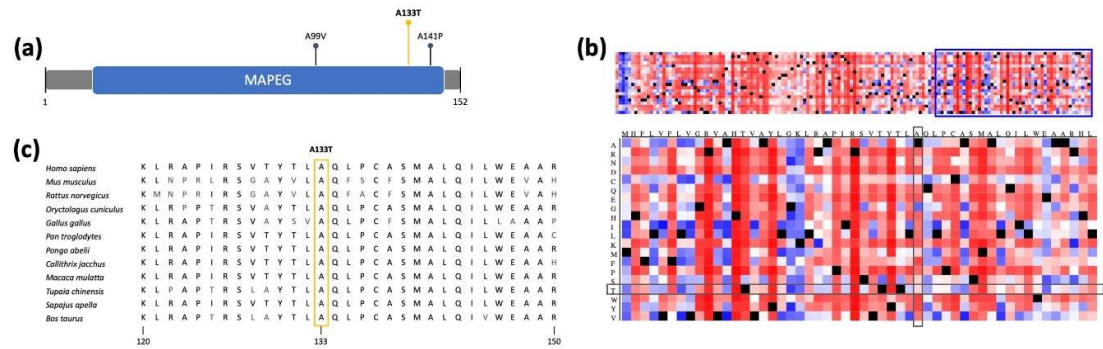 (a)
A99V
A133T
A141P
MAPEG
1
152
(b)
M H F L V F L V G R V A H T V A Y L G K L R A P I R S V T Y T L A Q L P C A S M A L Q I L W E A A R H L
A
R
N
D
C
Q
E
G
H
I
L
K
M
F
P
S
T
W
Y
V
(c)
A133T
Homo sapiens K L R A P I R S V T Y T L A Q L P C A S M A L Q I L W E A A R
Mus musculus K L N P R L R S G A Y V L A Q F S C F S M A L Q I L W E V A H
Rattus norvegicus K M N P R I R S G A Y V L A Q F A C F S M A L Q I L W E V A H
Oryctolagus cuniculus K L R P P T R S V A Y T L A Q L P C A S M A L Q I L W E A A R
Gallus gallus K L R A P T R S V A Y S V A Q L P C F S M A L Q I L W L A A P
Pan troglodytes K L R A P I R S V T Y T L A Q L P C A S M A L Q I L W E A A C
Pongo abelii K L R A P I R S V T Y T L A Q L P C A S M A L Q I L W E A A R
Callithrix jacchus K L R A P I R S V T Y T L A Q L P C A S M A L Q I L W E A A H
Macaca mulatta K L R A P I R S V T Y T L A Q L P C A S M A L Q I L W E A A R
Tupaia chinensis K L P A P T R S L A Y T L A Q L P C A S M A L Q I L W E A A R
Sapajus apella K L R A P I R S V T Y T L A Q L P C A S M A L Q I L W E A A R
Bos taurus K L R A P T R S L A Y T L A Q L P C A S M A L Q I V W E A A R
120
133
150